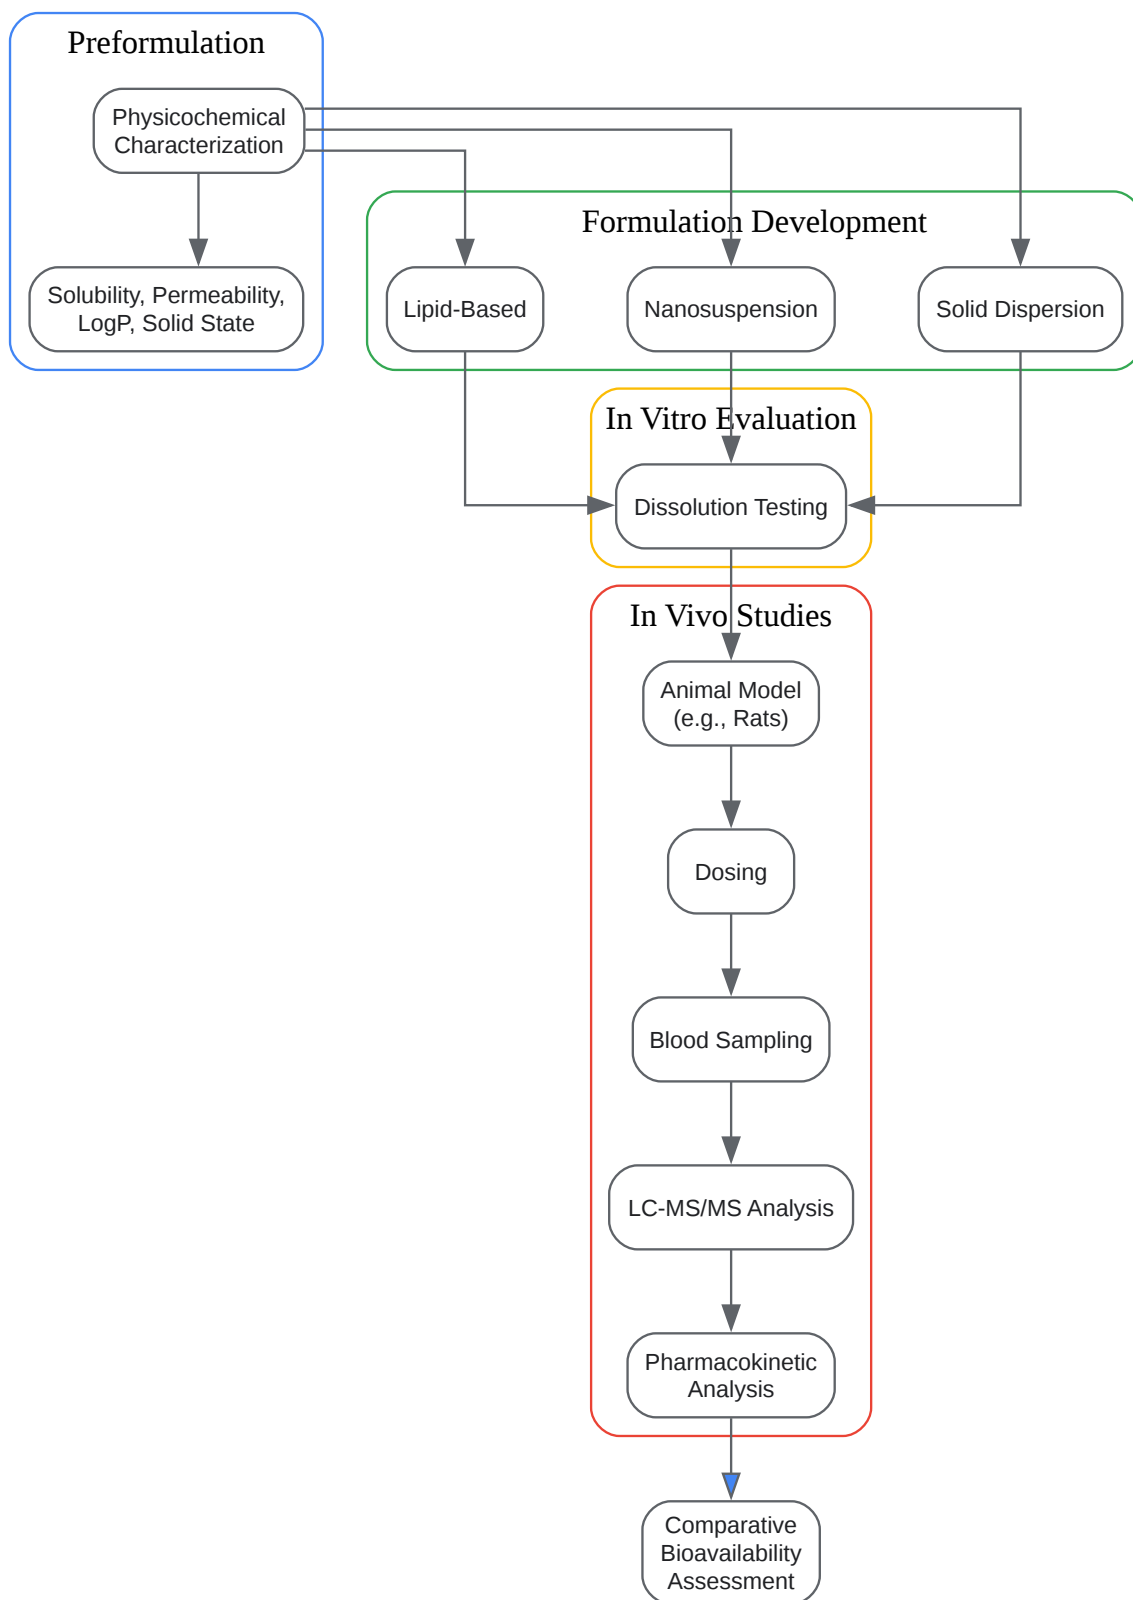 Preformulation
Physicochemical
Characterization
Solubility, Permeability,
LogP, Solid State
Formulation Development
Lipid-Based
Nanosuspension
Solid Dispersion
In Vitro Evaluation
Dissolution Testing
In Vivo Studies
Animal Model
(e.g., Rats)
Dosing
Blood Sampling
LC-MS/MS Analysis
Pharmacokinetic
Analysis
Comparative
Bioavailability
Assessment